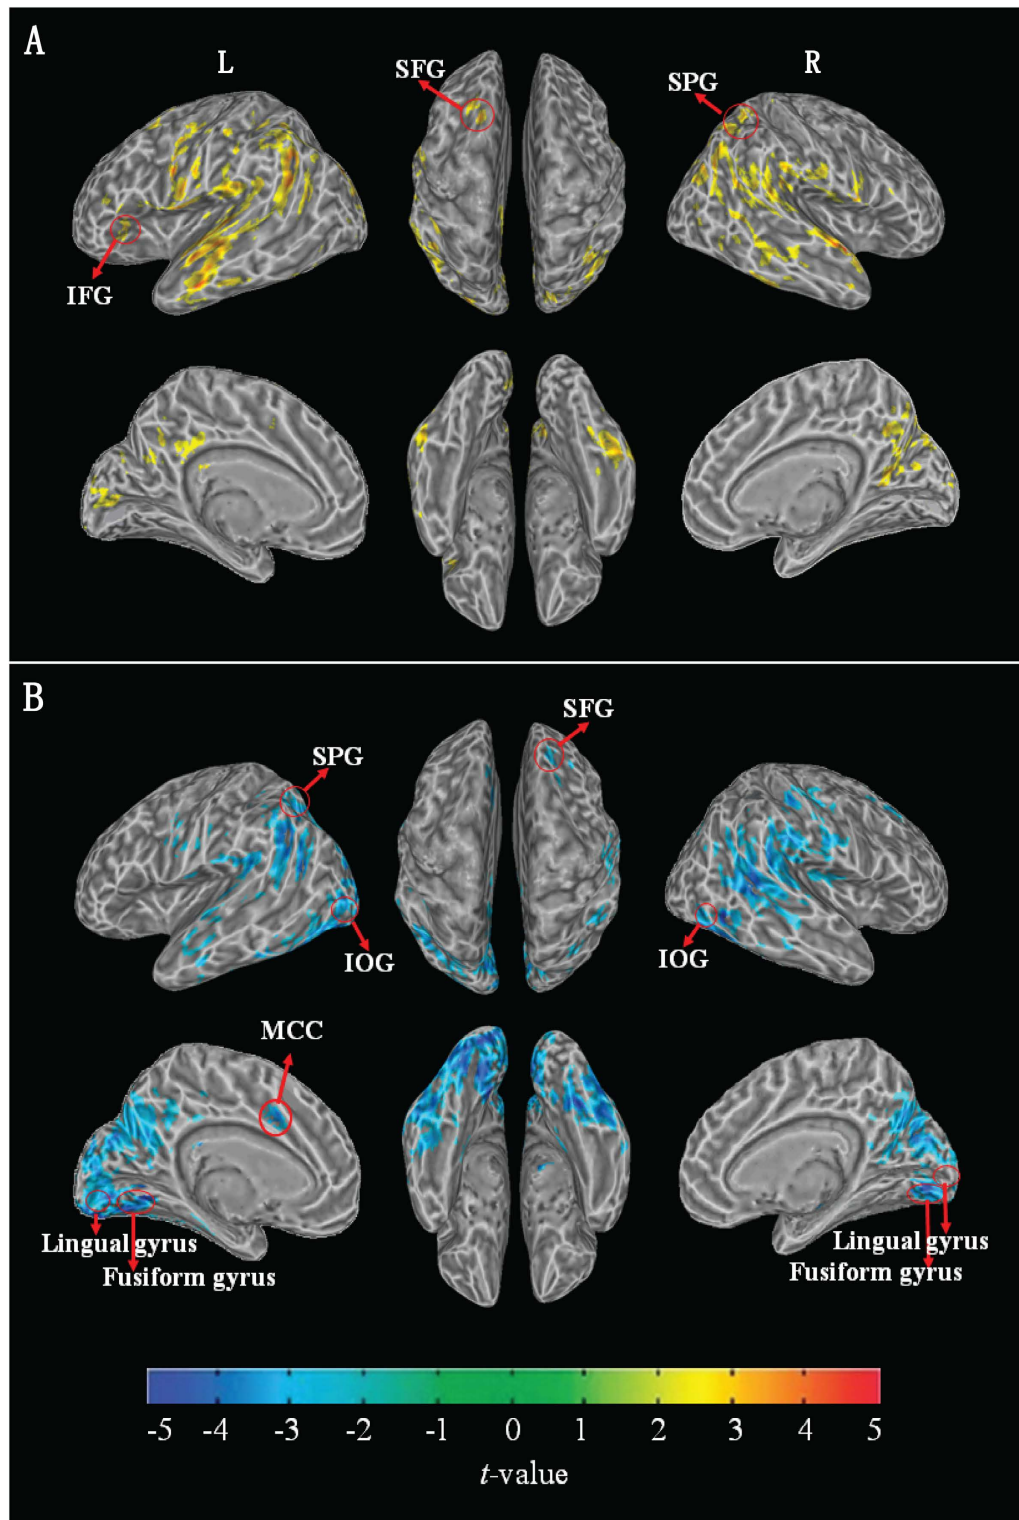 A
L
SFG
R
SPG
IFG
B
SFG
SPG
IOG
IOG
MCC
Lingual gyrus
Fusiform gyrus
Lingual gyrus
Fusiform gyrus
-5 -4 -3 -2 -1 0 1 2 3 4 5
t-value